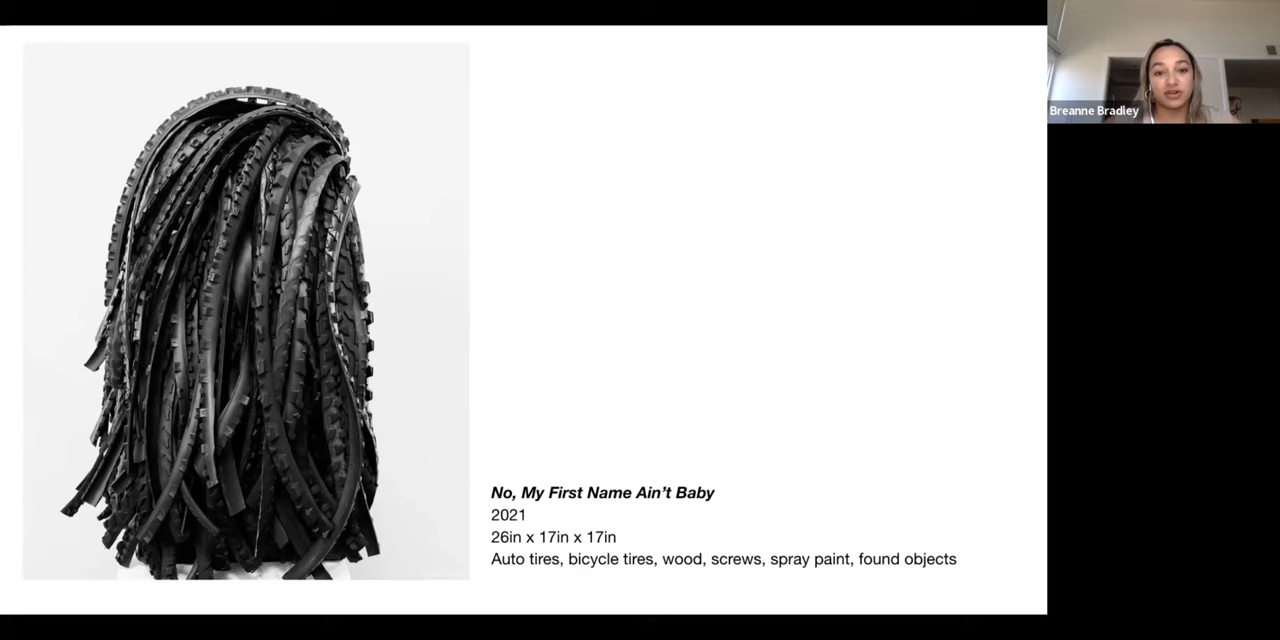 No, My First Name Ain’t Baby
2021
26in x 17in x 17in
Auto tires, bicycle tires, wood, screws, spray paint, found objects
Breanne Bradley